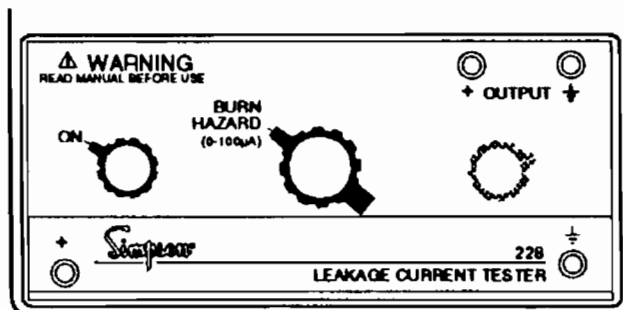 ⚠ WARNING
READ MANUAL BEFORE USE
+ OUTPUT ⏚
ON
BURN
HAZARD
(0-100µA)
+ Simpson
228 ⏚
LEAKAGE CURRENT TESTER